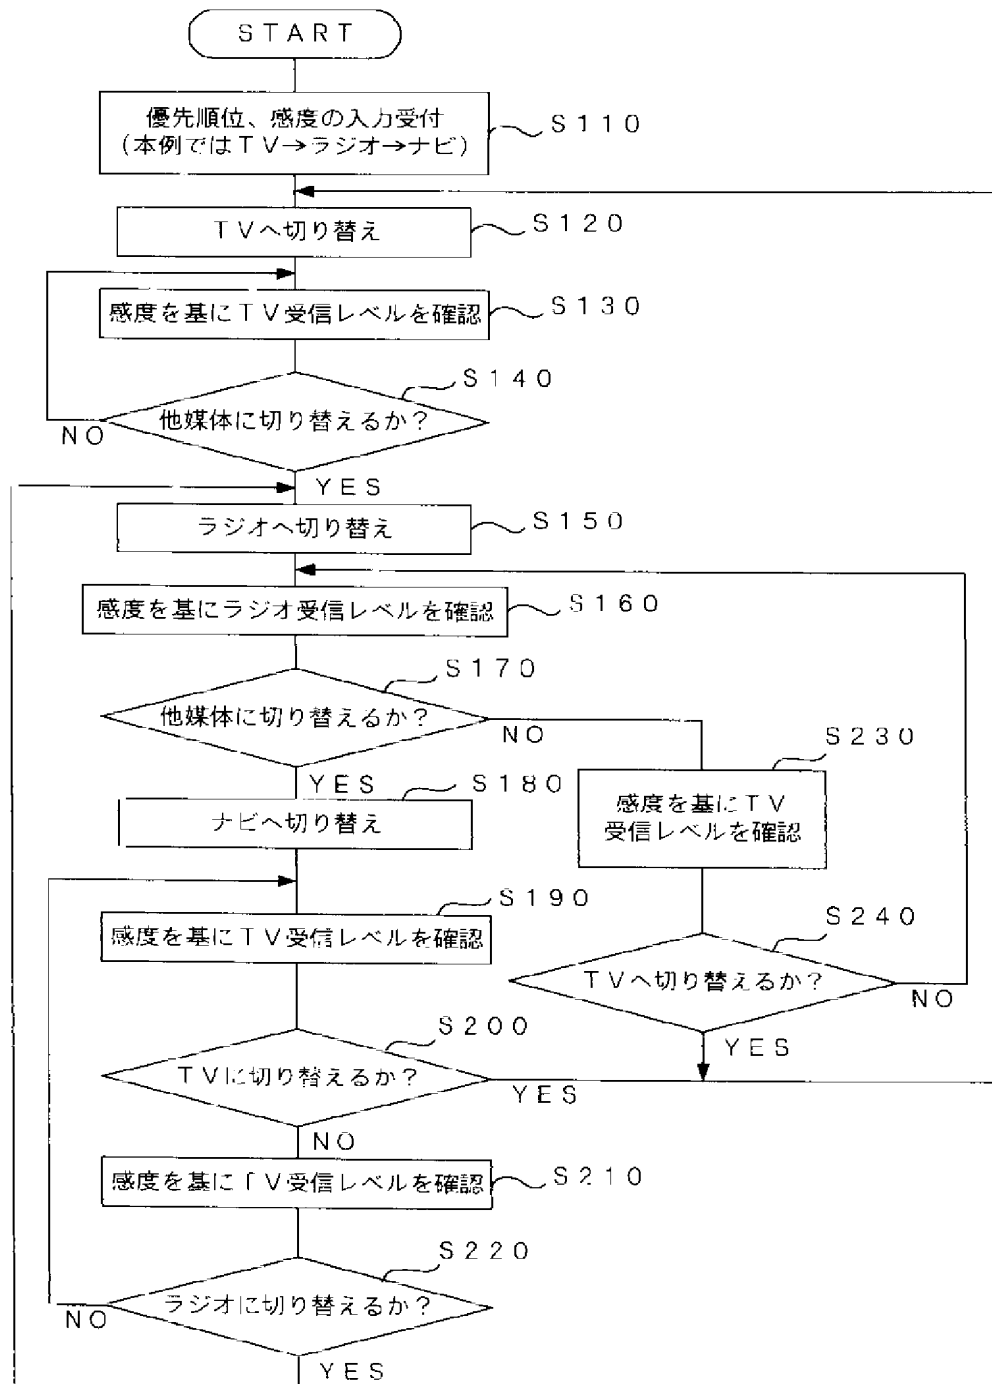 START
優先順位、感度の入力受付
(本例ではTV→ラジオ→ナビ)
S110
TVへ切り替え
S120
感度を基にTV受信レベルを確認
S130
S140
他媒体に切り替えるか?
NO
YES
ラジオへ切り替え
S150
感度を基にラジオ受信レベルを確認
S160
S170
他媒体に切り替えるか?
NO
YES
S180
ナビへ切り替え
S230
感度を基にTV
受信レベルを確認
S190
感度を基にTV受信レベルを確認
S240
TVへ切り替えるか?
NO
YES
S200
TVに切り替えるか?
YES
NO
感度を基にTV受信レベルを確認
S210
S220
ラジオに切り替えるか?
NO
YES